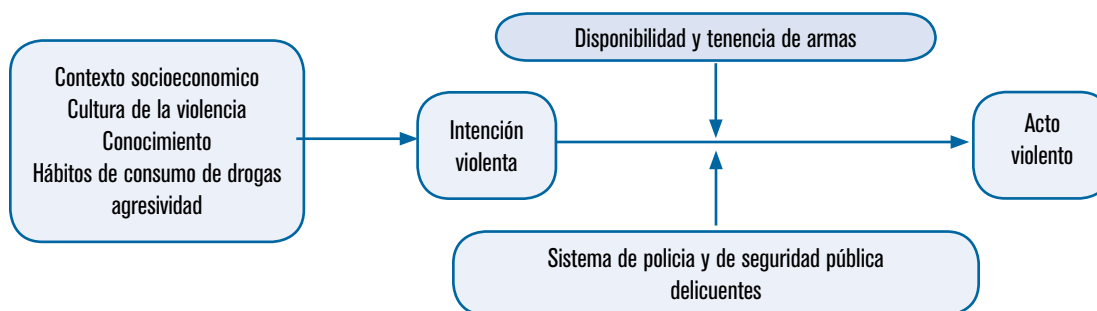 Disponibilidad y tenencia de armas
Contexto socioeconomico
Cultura de la violencia
Conocimiento
Hábitos de consumo de drogas
agresividad
Intención
violenta
Acto
violento
Sistema de policia y de seguridad pública
delicuentes